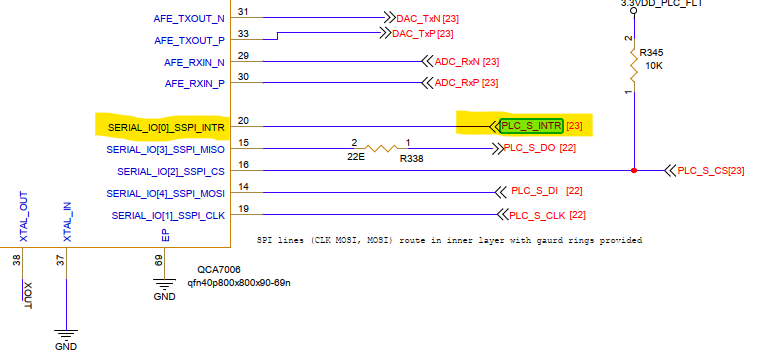 3.3VDD_PLC_FLT
AFE_TXOUT_N 31 DAC_TxN [23]
AFE_TXOUT_P 33 DAC_TxP[23]
2
R345
10K
AFE_RXIN_N 29 ADC_RxN [23]
AFE_RXIN_P 30 ADC_RxP [23]
1
SERIAL_IO[0]_SSPI_INTR 20 PLC_S_INTR [23]
SERIAL_IO[3]_SSPI_MISO 15 2 1 PLC_S_DO [22]
22E R338
SERIAL_IO[2]_SSPI_CS 16 PLC_S_CS[23]
SERIAL_IO[4]_SSPI_MOSI 14 PLC_S_DI [22]
SERIAL_IO[1]_SSPI_CLK 19 PLC_S_CLK [22]
XTAL_OUT
XTAL_IN
EP
SPI lines (CLK MOSI, MOSI) route in inner layer with gaurd rings provided
38
37
69
QCA7006
qfn40p800x800x90-69n
XOUT
GND
GND